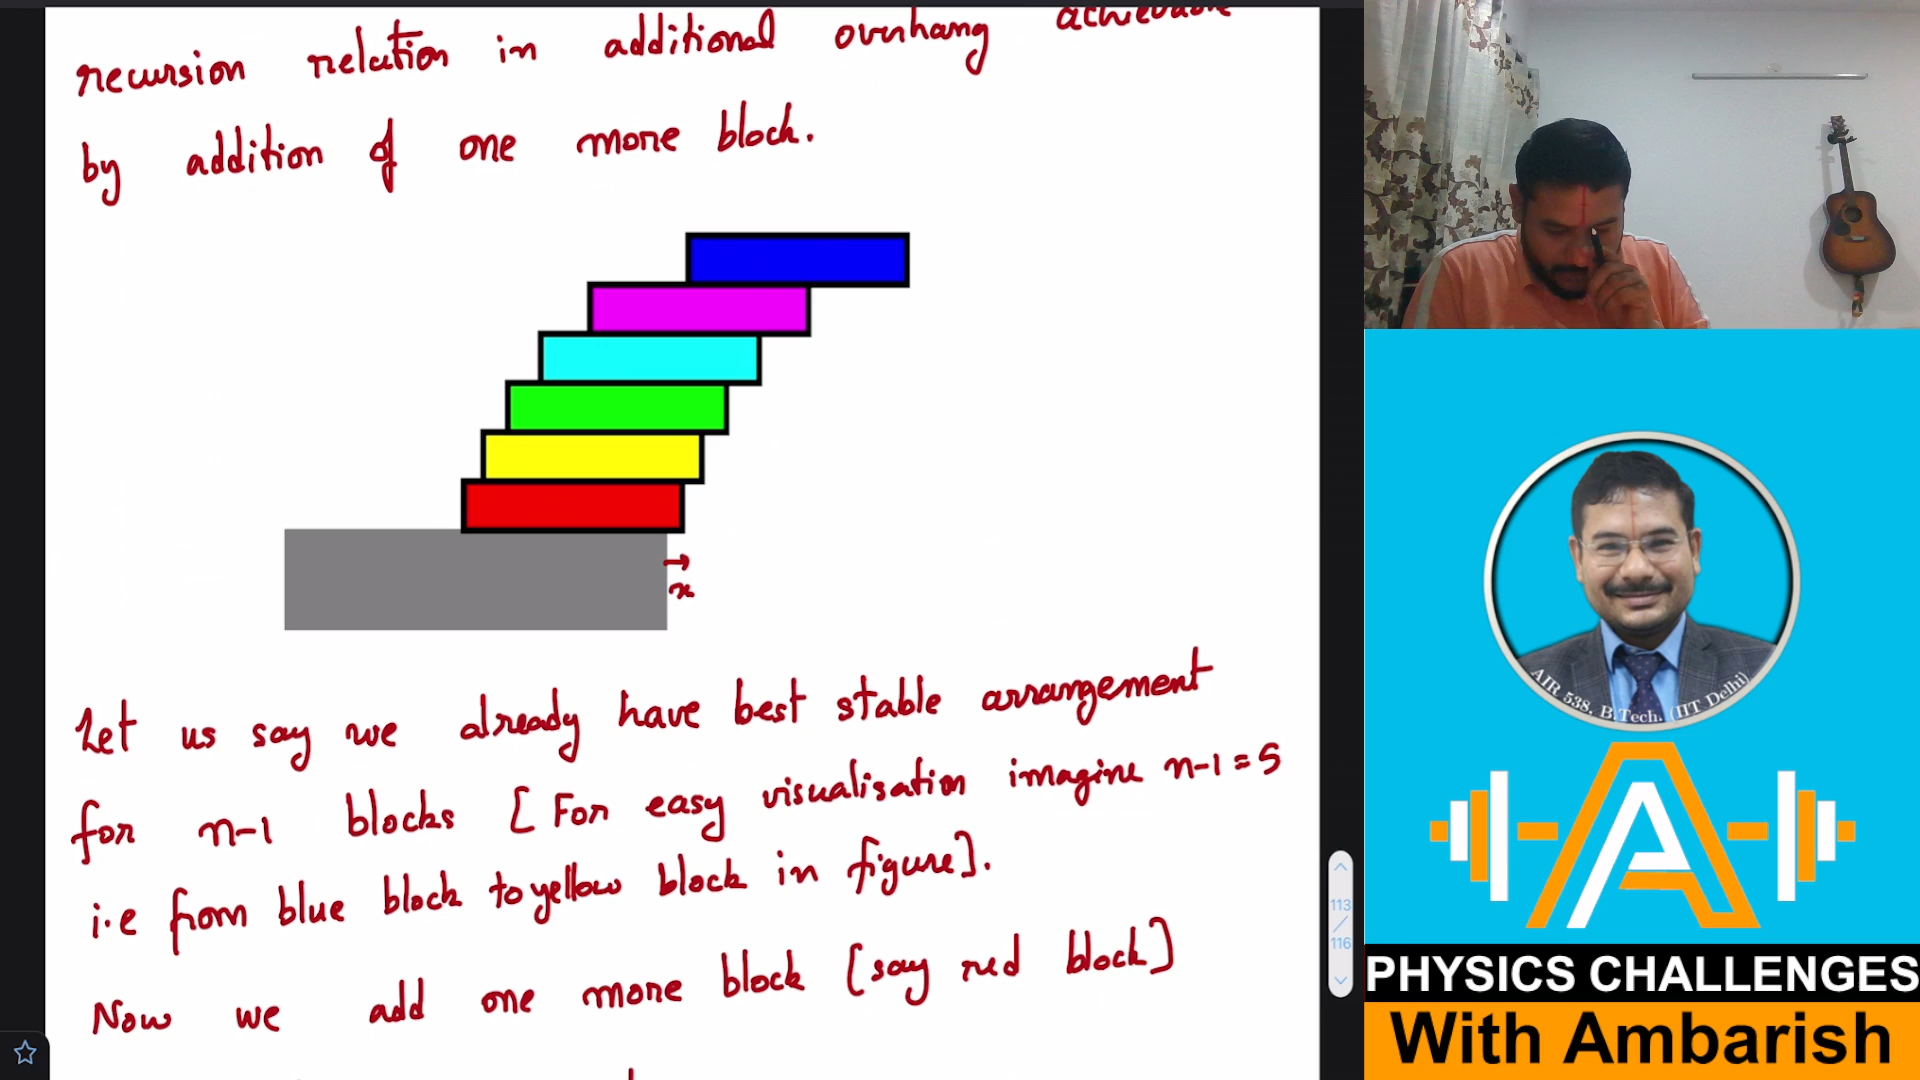 recursion relation in additional overhang achievable
by addition of one more block.
x
Let us say we already have best stable arrangement
for n-1 blocks [For easy visualisation imagine n-1=5
i.e from blue block to yellow block in figure].
Now we add one more block [say red block]
113
/
116
AIR 538, B.Tech. (IIT Delhi)
PHYSICS CHALLENGES
With Ambarish